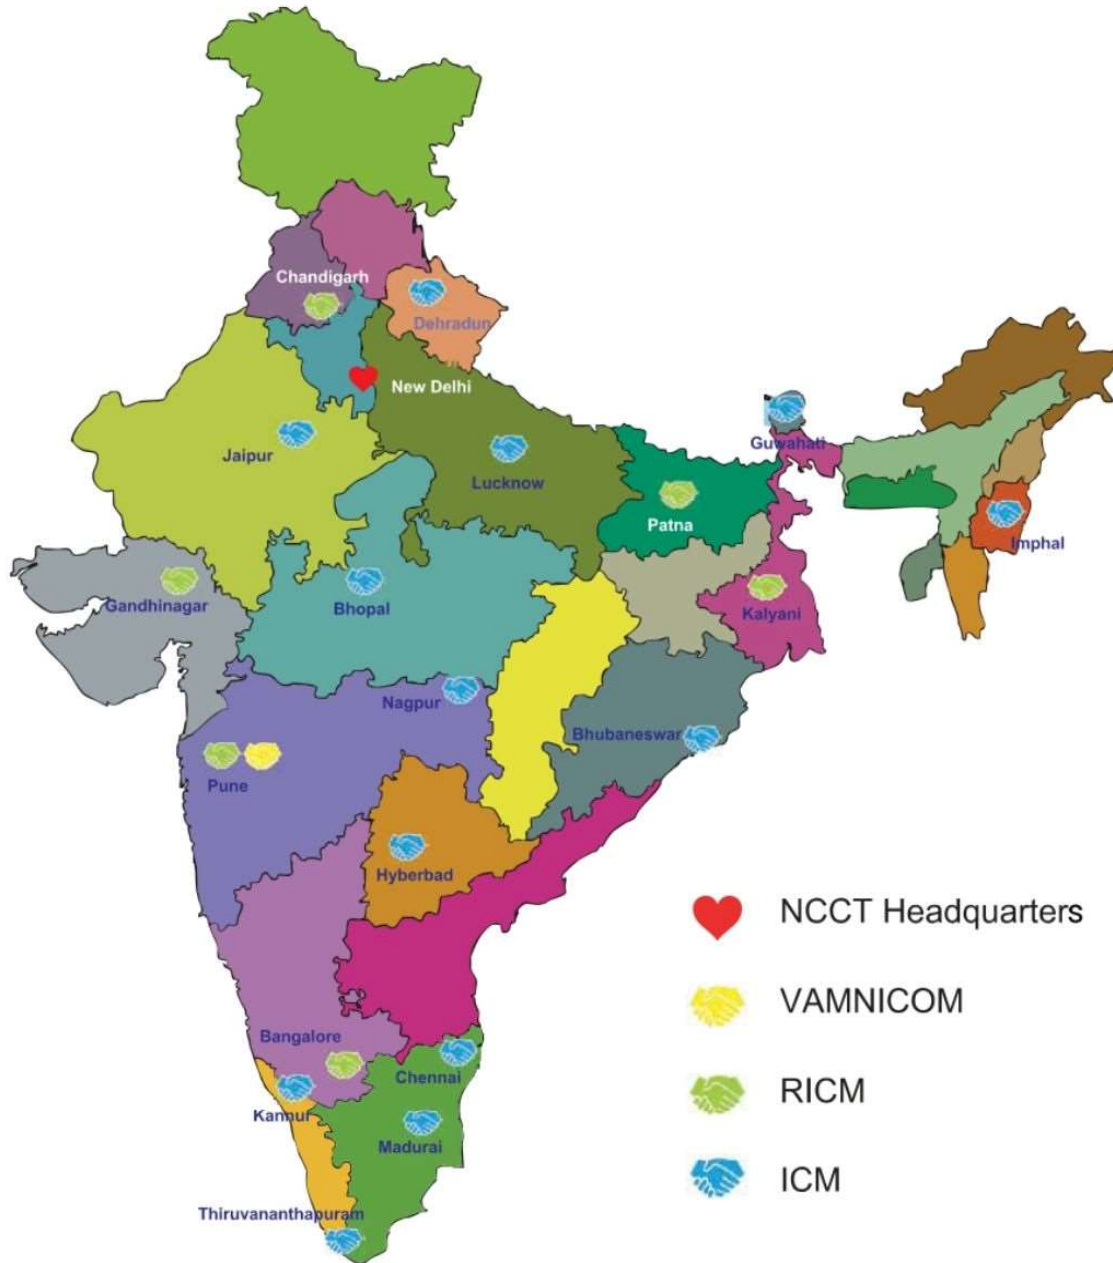 Chandigarh
Dehradun
New Delhi
Jaipur
Lucknow
Guwahati
Patna
Imphal
Gandhinagar
Bhopal
Kalyani
Nagpur
Bhubaneswar
Pune
Hyberbad
NCCT Headquarters
VAMNICOM
Bangalore
Chennai
RICM
Kannur
Madurai
ICM
Thiruvananthapuram